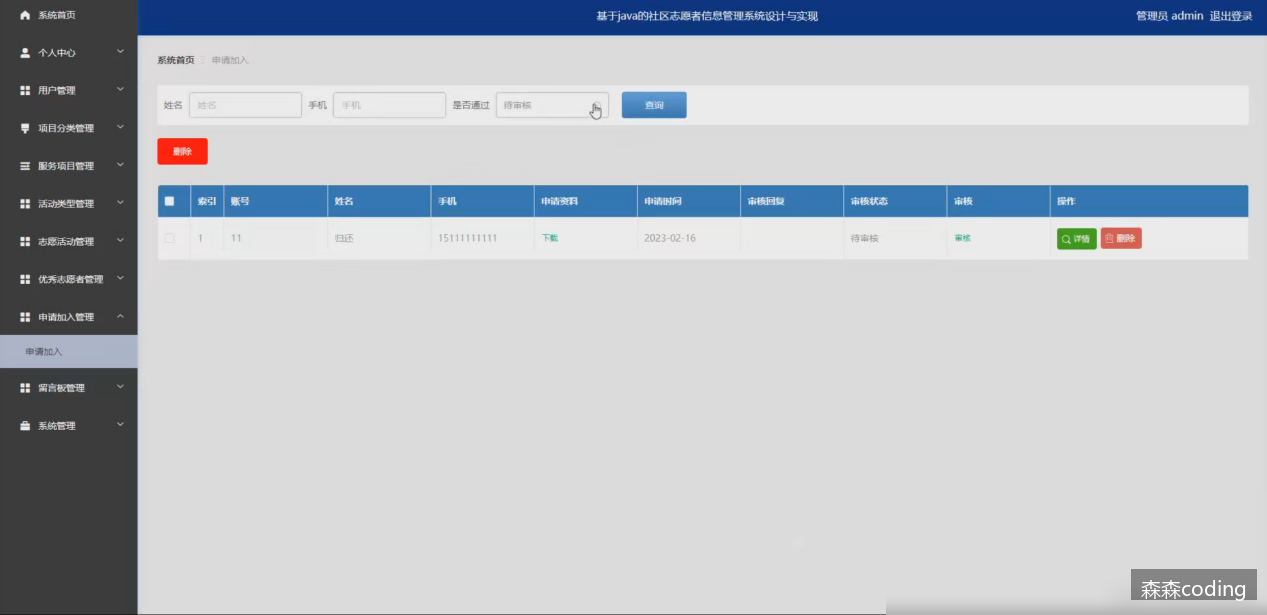 系统首页
基于java的社区志愿者信息管理系统设计与实现
管理员 admin 退出登录
个人中心
用户管理
项目分类管理
服务项目管理
活动类型管理
志愿活动管理
优秀志愿者管理
申请加入管理
申请加入
留言板管理
系统管理
系统首页 申请加入
姓名 姓名 手机 手机 是否通过 待审核 查询
删除
索引 账号 姓名 手机 申请资料 申请时间 审核回复 审核状态 审核 操作
1 11 归还 15111111111 下载 2023-02-16 待审核 审核 详情 删除
森森coding